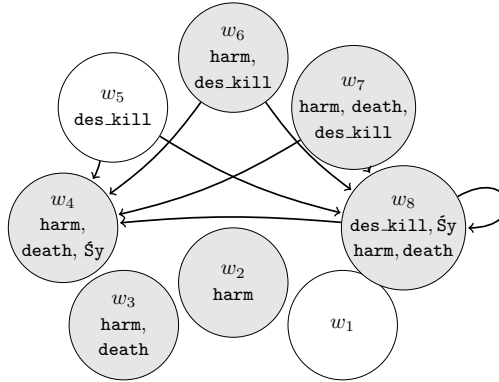 w₆
harm,
des_kill
w₇
harm, death,
des_kill
w₅
des_kill
w₄
harm,
death, Śy
w₈
des_kill, Śy
harm, death
w₂
harm
w₃
harm,
death
w₁